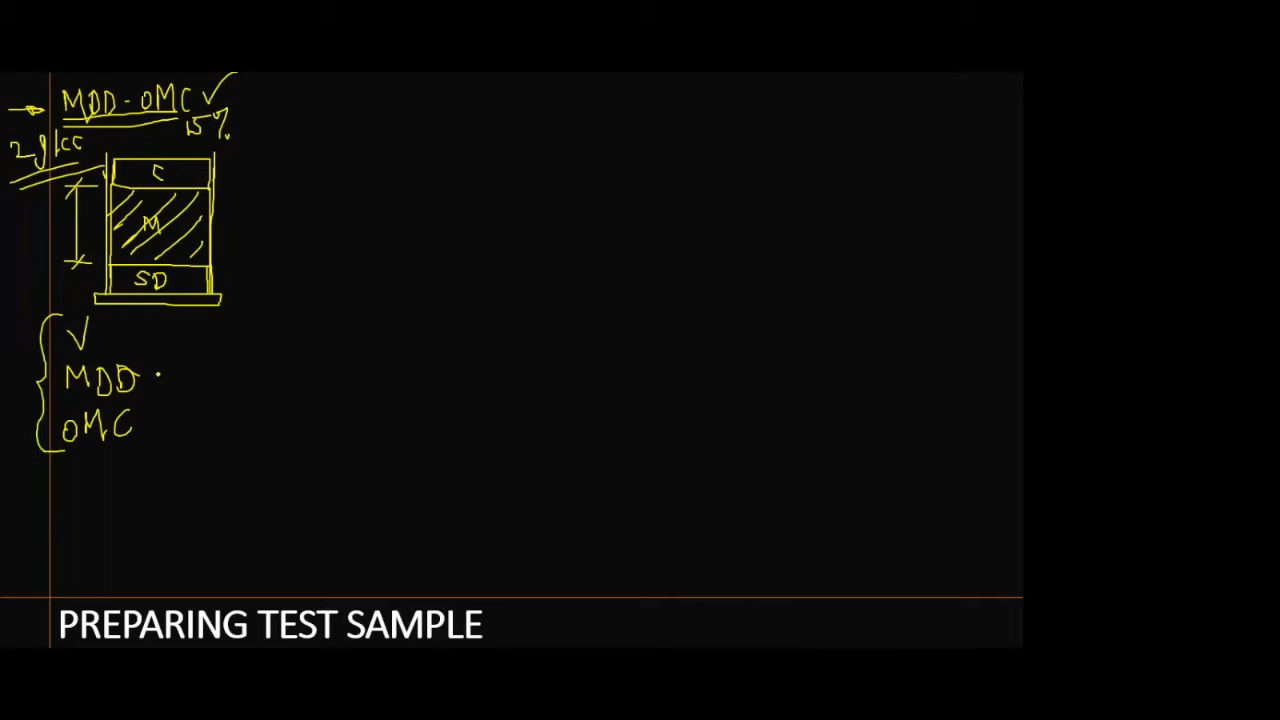 MDD - OMC
15%
2 g/cc
C
M
SD
V
MDD
OMC
PREPARING TEST SAMPLE